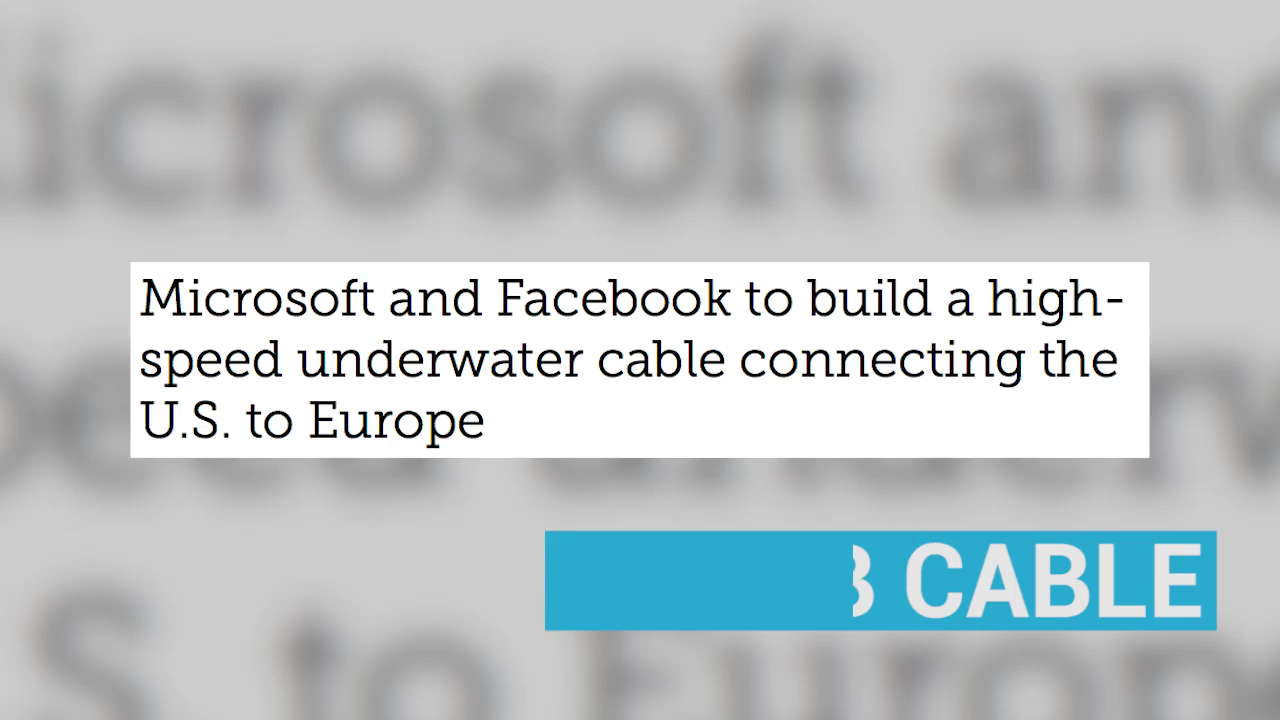 Microsoft and Facebook to build a high-
speed underwater cable connecting the
U.S. to Europe
CABLE